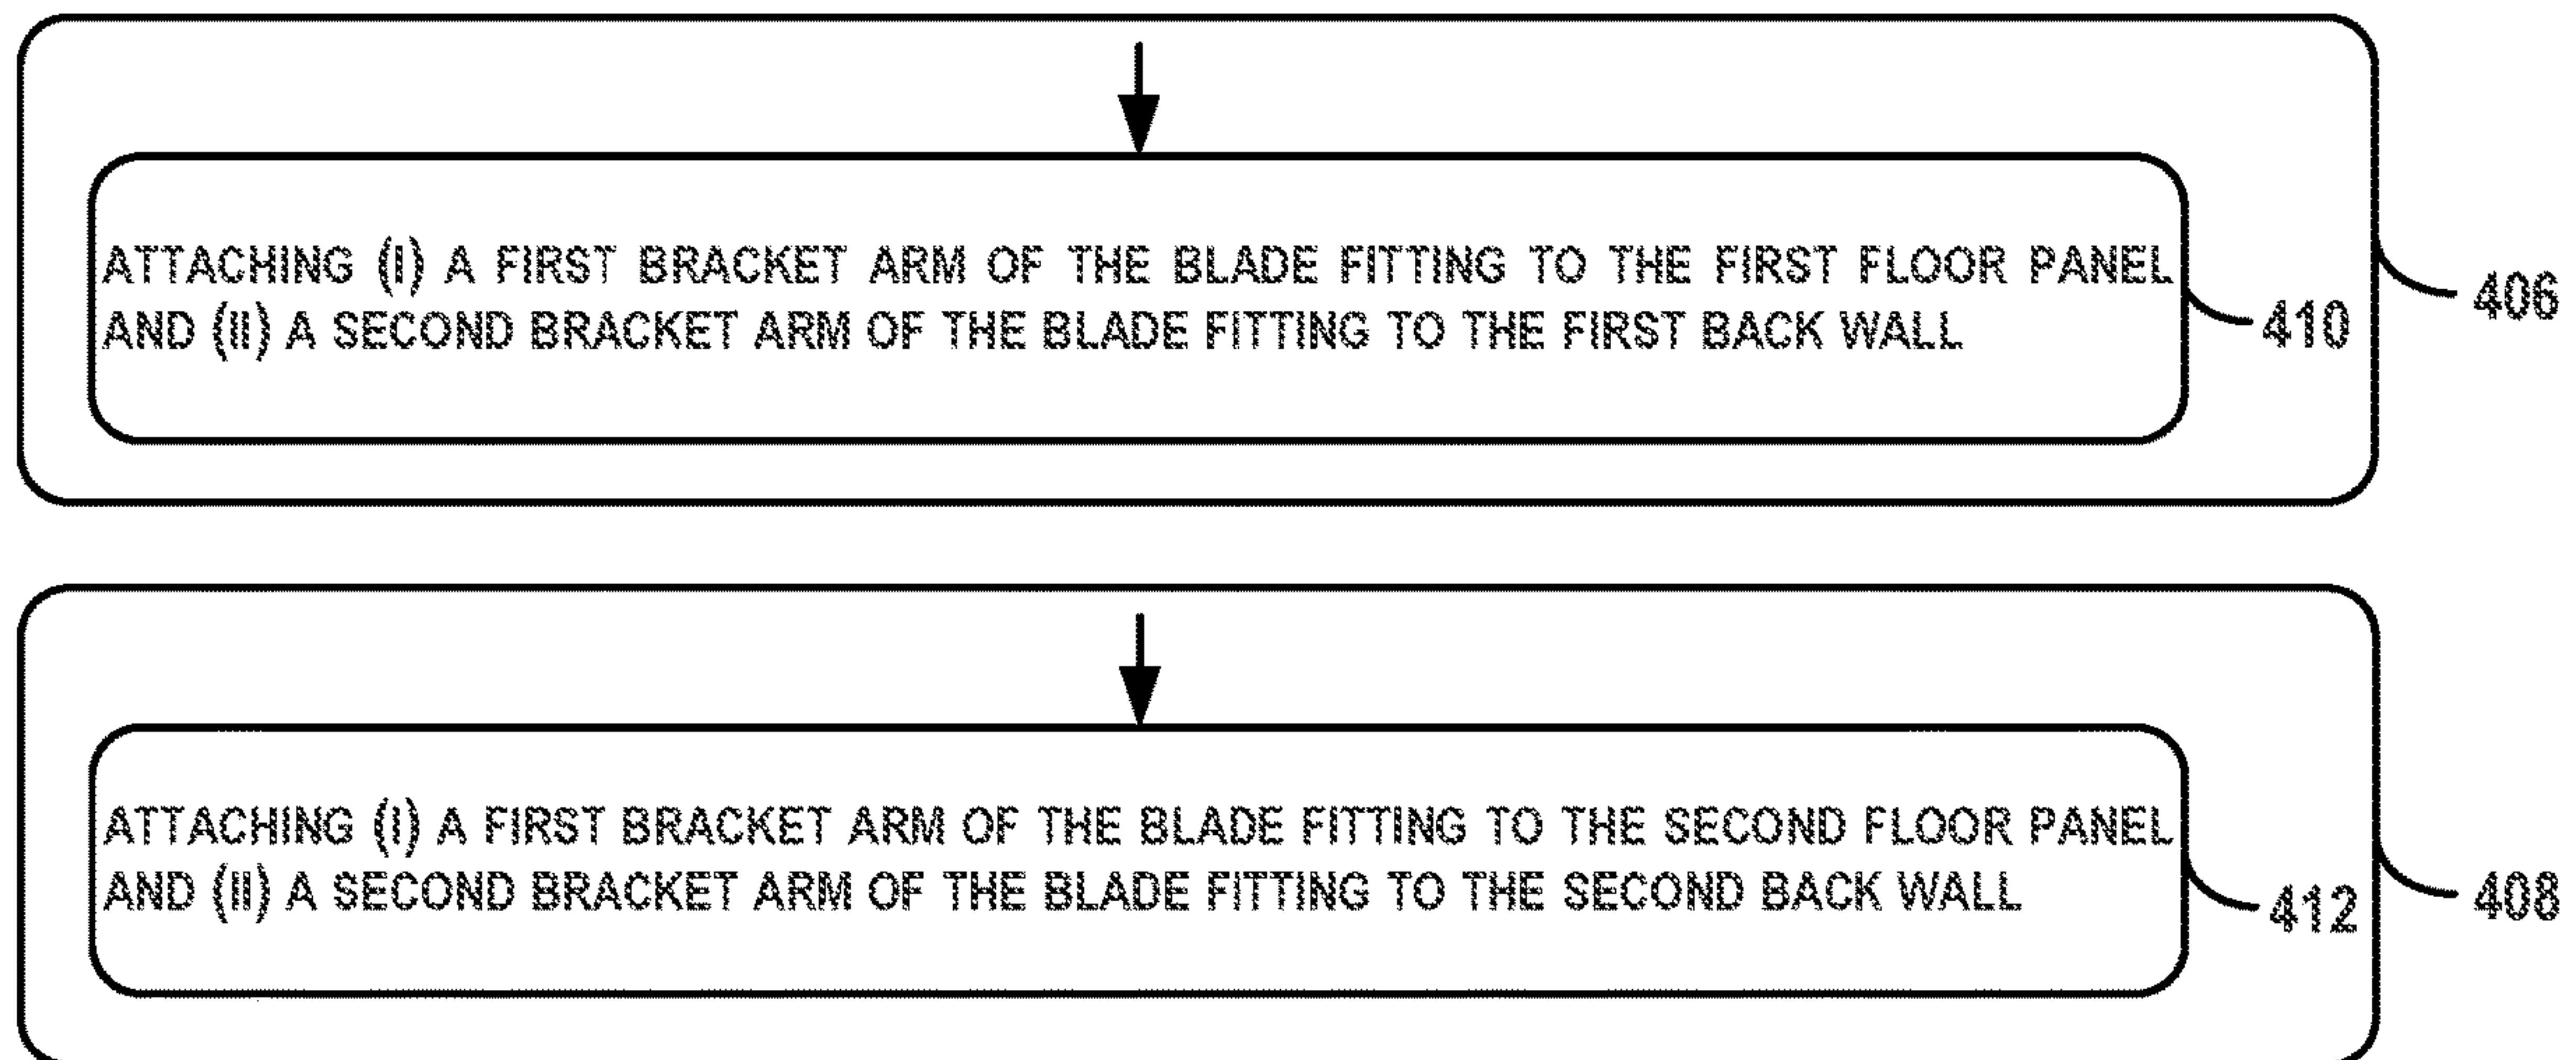 ATTACHING (I) A FIRST BRACKET ARM OF THE BLADE FITTING TO THE FIRST FLOOR PANEL
AND (II) A SECOND BRACKET ARM OF THE BLADE FITTING TO THE FIRST BACK WALL
410
406
ATTACHING (I) A FIRST BRACKET ARM OF THE BLADE FITTING TO THE SECOND FLOOR PANEL
AND (II) A SECOND BRACKET ARM OF THE BLADE FITTING TO THE SECOND BACK WALL
412
408